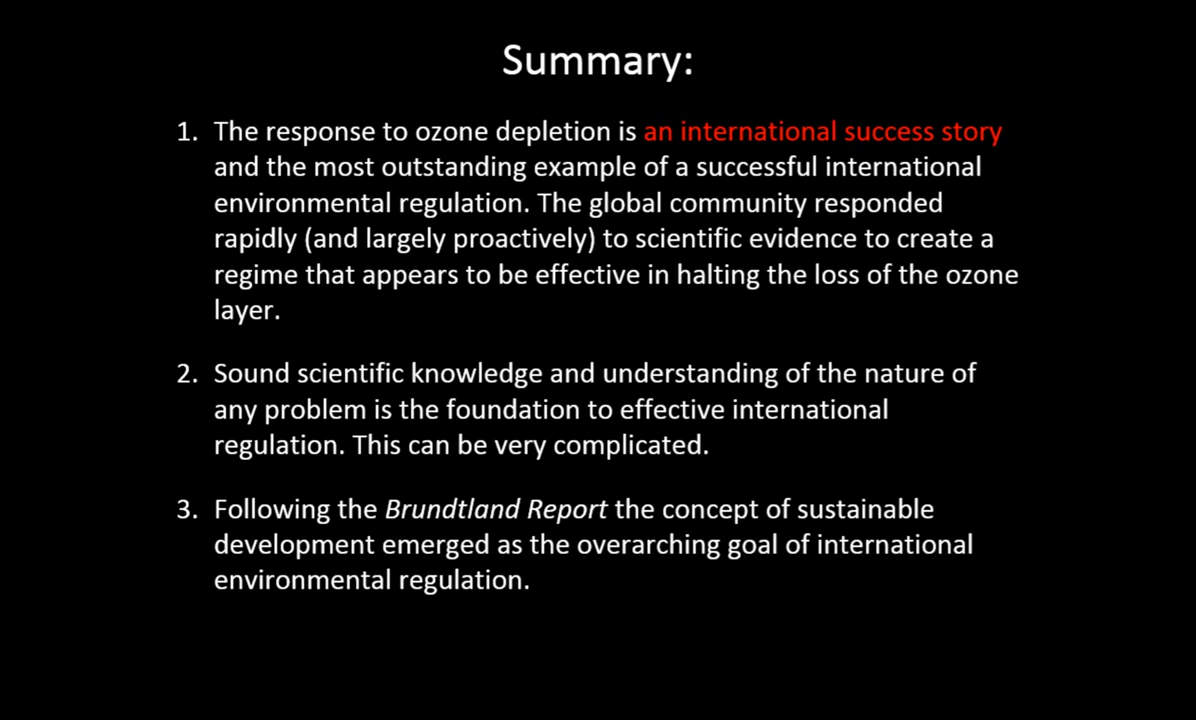 Summary:
1. The response to ozone depletion is an international success story
and the most outstanding example of a successful international
environmental regulation. The global community responded
rapidly (and largely proactively) to scientific evidence to create a
regime that appears to be effective in halting the loss of the ozone
layer.
2. Sound scientific knowledge and understanding of the nature of
any problem is the foundation to effective international
regulation. This can be very complicated.
3. Following the Brundtland Report the concept of sustainable
development emerged as the overarching goal of international
environmental regulation.